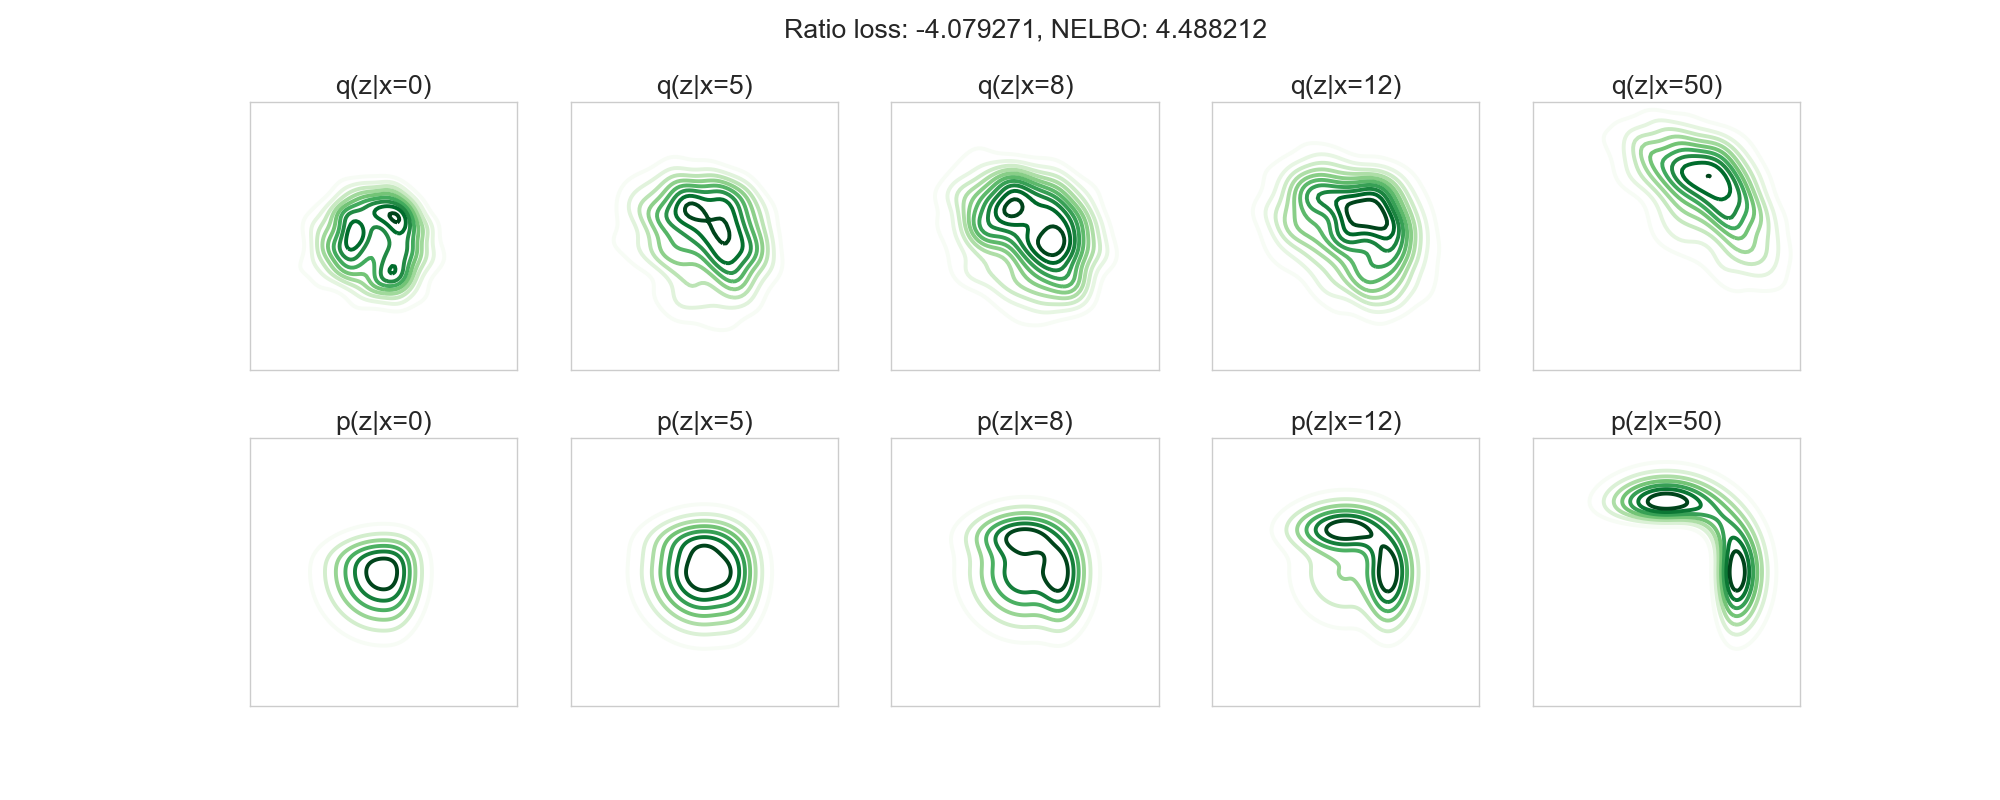 Ratio loss: -4.079271, NELBO: 4.488212
q(z|x=0) q(z|x=5) q(z|x=8) q(z|x=12) q(z|x=50)
p(z|x=0) p(z|x=5) p(z|x=8) p(z|x=12) p(z|x=50)